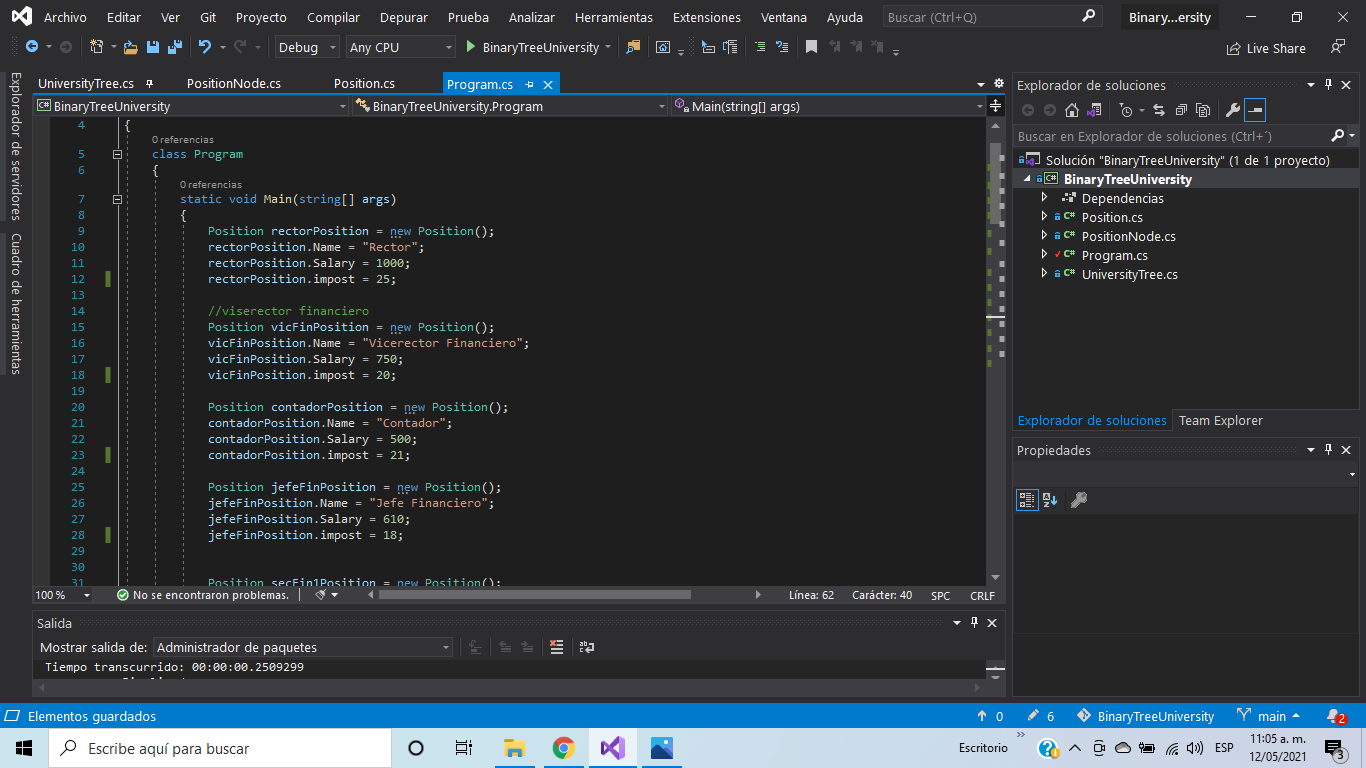 Archivo Editar Ver Git Proyecto Compilar Depurar Prueba Analizar Herramientas Extensiones Ventana Ayuda Buscar (Ctrl+Q) Binary...ersity
Debug Any CPU BinaryTreeUniversity Live Share
Explorador de servidores
Cuadro de herramientas
UniversityTree.cs PositionNode.cs Position.cs Program.cs
BinaryTreeUniversity BinaryTreeUniversity.Program Main(string[] args)
4 {
0 referencias
5 class Program
6 {
0 referencias
7 static void Main(string[] args)
8 {
9 Position rectorPosition = new Position();
10 rectorPosition.Name = "Rector";
11 rectorPosition.Salary = 1000;
12 rectorPosition.impost = 25;
13
14 //viserector financiero
15 Position vicFinPosition = new Position();
16 vicFinPosition.Name = "Vicerector Financiero";
17 vicFinPosition.Salary = 750;
18 vicFinPosition.impost = 20;
19
20 Position contadorPosition = new Position();
21 contadorPosition.Name = "Contador";
22 contadorPosition.Salary = 500;
23 contadorPosition.impost = 21;
24
25 Position jefeFinPosition = new Position();
26 jefeFinPosition.Name = "Jefe Financiero";
27 jefeFinPosition.Salary = 610;
28 jefeFinPosition.impost = 18;
29
30
31 Position secFin1Position = new Position();
100 % No se encontraron problemas. Línea: 62 Carácter: 40 SPC CRLF
Salida
Mostrar salida de: Administrador de paquetes
Tiempo transcurrido: 00:00:00.2509299
Explorador de soluciones
Buscar en Explorador de soluciones (Ctrl+´)
Solución "BinaryTreeUniversity" (1 de 1 proyecto)
BinaryTreeUniversity
Dependencias
Position.cs
PositionNode.cs
Program.cs
UniversityTree.cs
Explorador de soluciones Team Explorer
Propiedades
Elementos guardados 0 6 BinaryTreeUniversity main 2
Escribe aquí para buscar Escritorio ESP 11:05 a. m.
12/05/2021 3